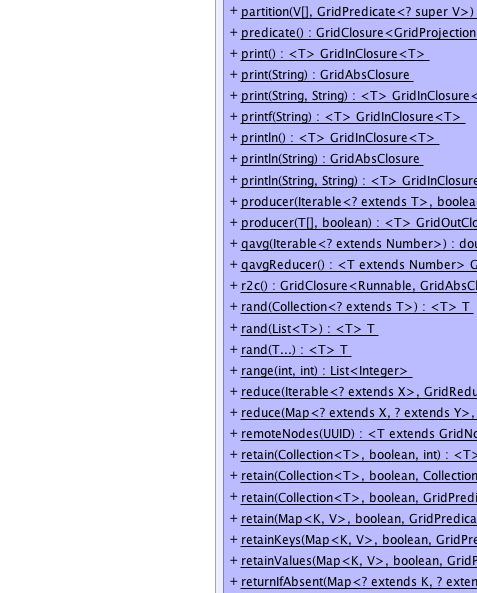 + partition(V[], GridPredicate<? super V>)
+ predicate() : GridClosure<GridProjection
+ print() : <T> GridInClosure<T>
+ print(String) : GridAbsClosure
+ print(String, String) : <T> GridInClosure<
+ printf(String) : <T> GridInClosure<T>
+ println() : <T> GridInClosure<T>
+ println(String) : GridAbsClosure
+ println(String, String) : <T> GridInClosure
+ producer(Iterable<? extends T>, boolea
+ producer(T[], boolean) : <T> GridOutClo
+ qavg(Iterable<? extends Number>) : dou
+ qavgReducer() : <T extends Number> G
+ r2c() : GridClosure<Runnable, GridAbsCl
+ rand(Collection<? extends T>) : <T> T
+ rand(List<T>) : <T> T
+ rand(T...) : <T> T
+ range(int, int) : List<Integer>
+ reduce(Iterable<? extends X>, GridRedu
+ reduce(Map<? extends X, ? extends Y>,
+ remoteNodes(UUID) : <T extends GridNo
+ retain(Collection<T>, boolean, int) : <T>
+ retain(Collection<T>, boolean, Collection
+ retain(Collection<T>, boolean, GridPredi
+ retain(Map<K, V>, boolean, GridPredica
+ retainKeys(Map<K, V>, boolean, GridPre
+ retainValues(Map<K, V>, boolean, GridP
+ returnIfAbsent(Map<? extends K, ? exten